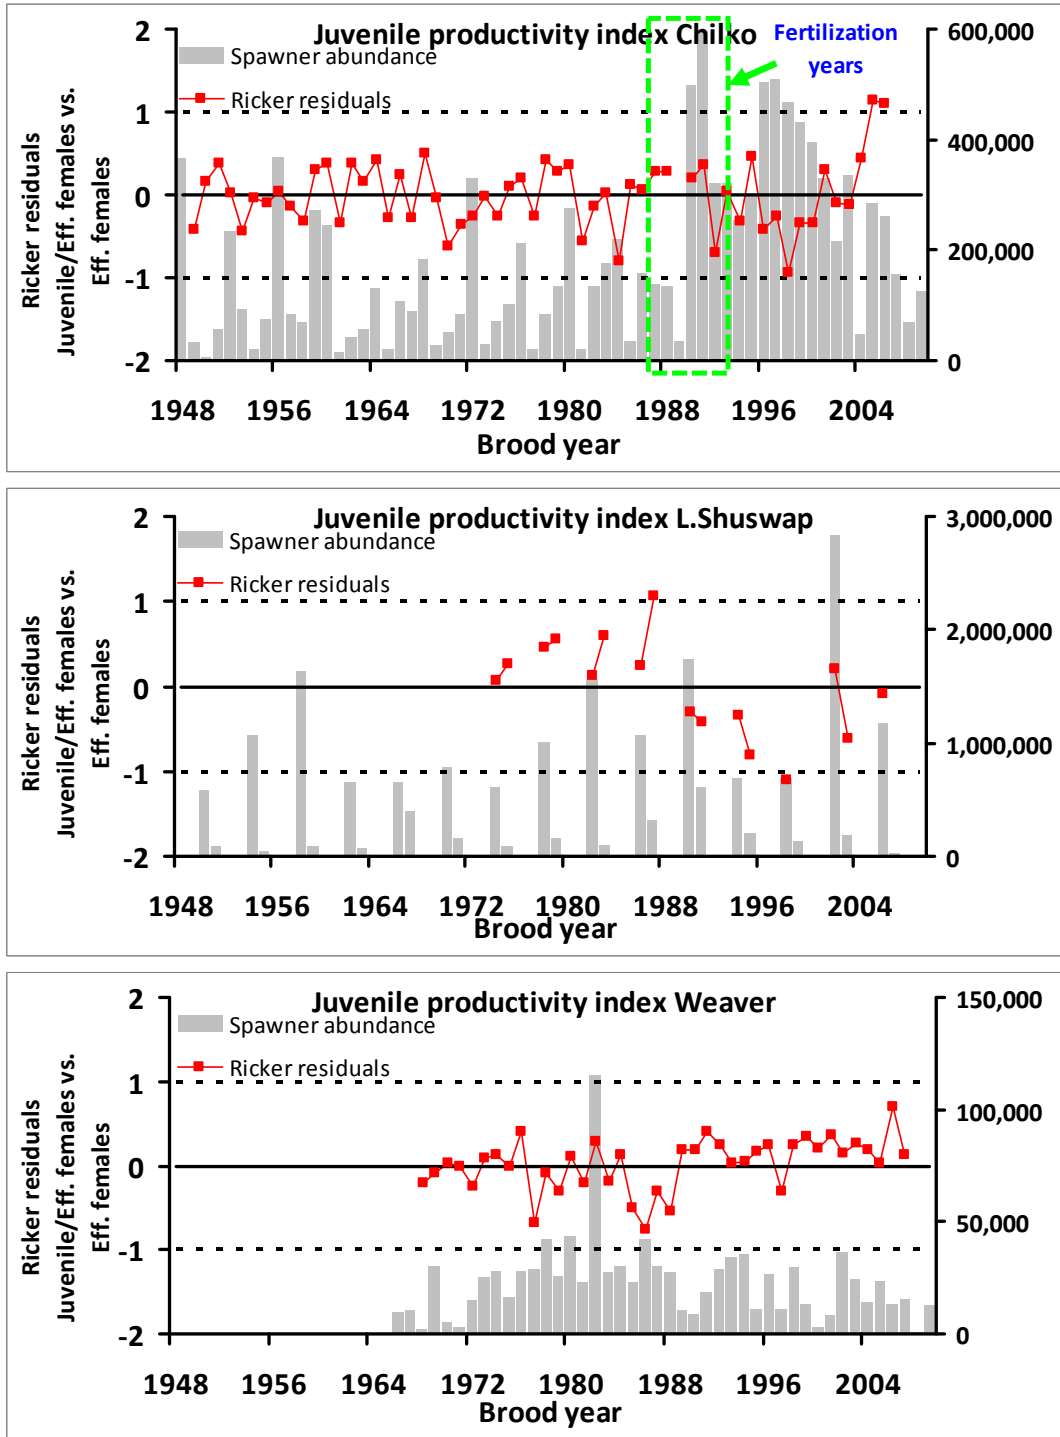 Juvenile productivity index Chilko
Fertilization
years
Spawner abundance
Ricker residuals
Ricker residuals
Juvenile/Eff. females vs.
Eff. females
2
1
0
-1
-2
600,000
400,000
200,000
0
1948 1956 1964 1972 1980 1988 1996 2004
Brood year
Juvenile productivity index L.Shuswap
Spawner abundance
Ricker residuals
Ricker residuals
Juvenile/Eff. females vs.
Eff. females
2
1
0
-1
-2
3,000,000
2,000,000
1,000,000
0
1948 1956 1964 1972 1980 1988 1996 2004
Brood year
Juvenile productivity index Weaver
Spawner abundance
Ricker residuals
Ricker residuals
Juvenile/Eff. females vs.
Eff. females
2
1
0
-1
-2
150,000
100,000
50,000
0
1948 1956 1964 1972 1980 1988 1996 2004
Brood year